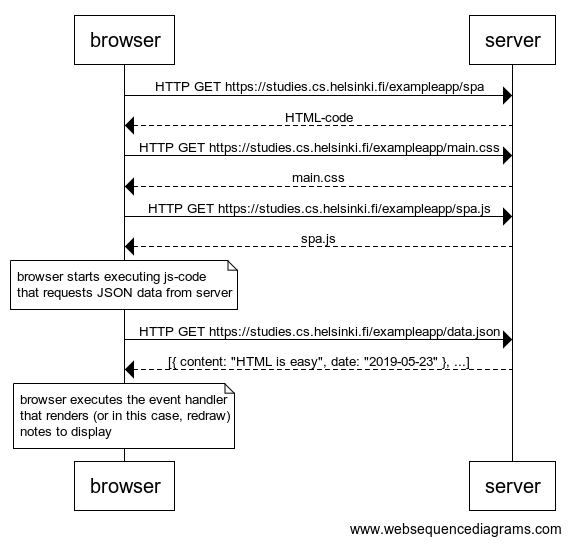 browser
server
HTTP GET https://studies.cs.helsinki.fi/exampleapp/spa
HTML-code
HTTP GET https://studies.cs.helsinki.fi/exampleapp/main.css
main.css
HTTP GET https://studies.cs.helsinki.fi/exampleapp/spa.js
spa.js
browser starts executing js-code
that requests JSON data from server
HTTP GET https://studies.cs.helsinki.fi/exampleapp/data.json
[{ content: "HTML is easy", date: "2019-05-23" }, ...]
browser executes the event handler
that renders (or in this case, redraw)
notes to display
browser
server
www.websequencediagrams.com